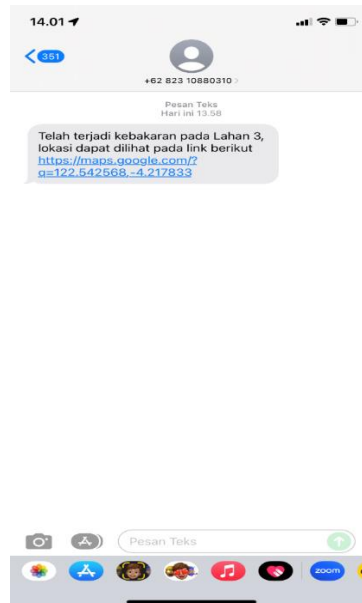 14.01
351
+62 823 10880310
Pesan Teks
Hari ini 13.58
Telah terjadi kebakaran pada Lahan 3,
lokasi dapat dilihat pada link berikut
https://maps.google.com/?
q=122.542568,-4.217833
Pesan Teks
zoom